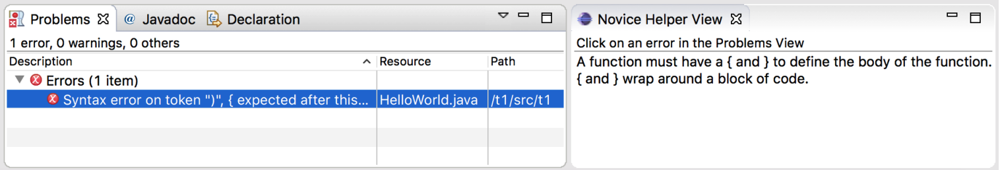 Problems
Javadoc
Declaration
1 error, 0 warnings, 0 others
Description Resource Path
Errors (1 item)
Syntax error on token ")", { expected after this... HelloWorld.java /t1/src/t1
Novice Helper View
Click on an error in the Problems View
A function must have a { and } to define the body of the function.
{ and } wrap around a block of code.